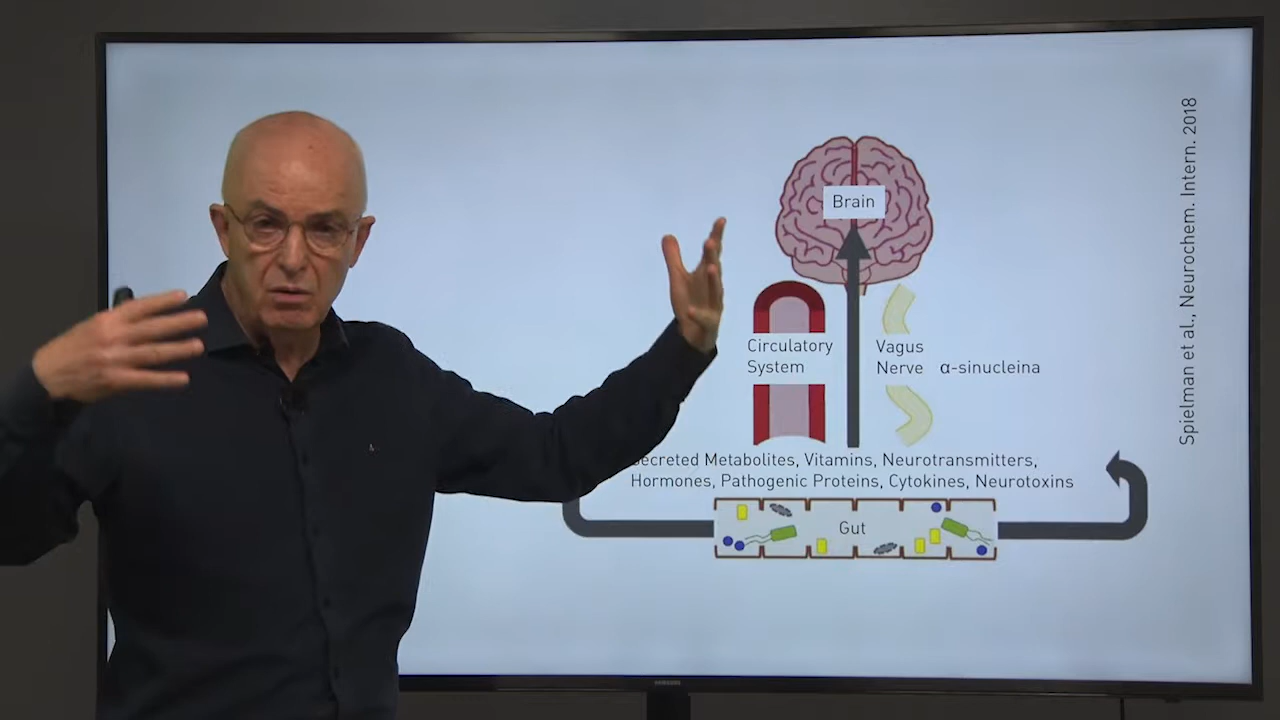 Brain
Circulatory
System
Vagus
Nerve
α-sinucleina
Secreted Metabolites, Vitamins, Neurotransmitters,
Hormones, Pathogenic Proteins, Cytokines, Neurotoxins
Gut
Spielman et al., Neurochem. Intern. 2018
SAMSUNG